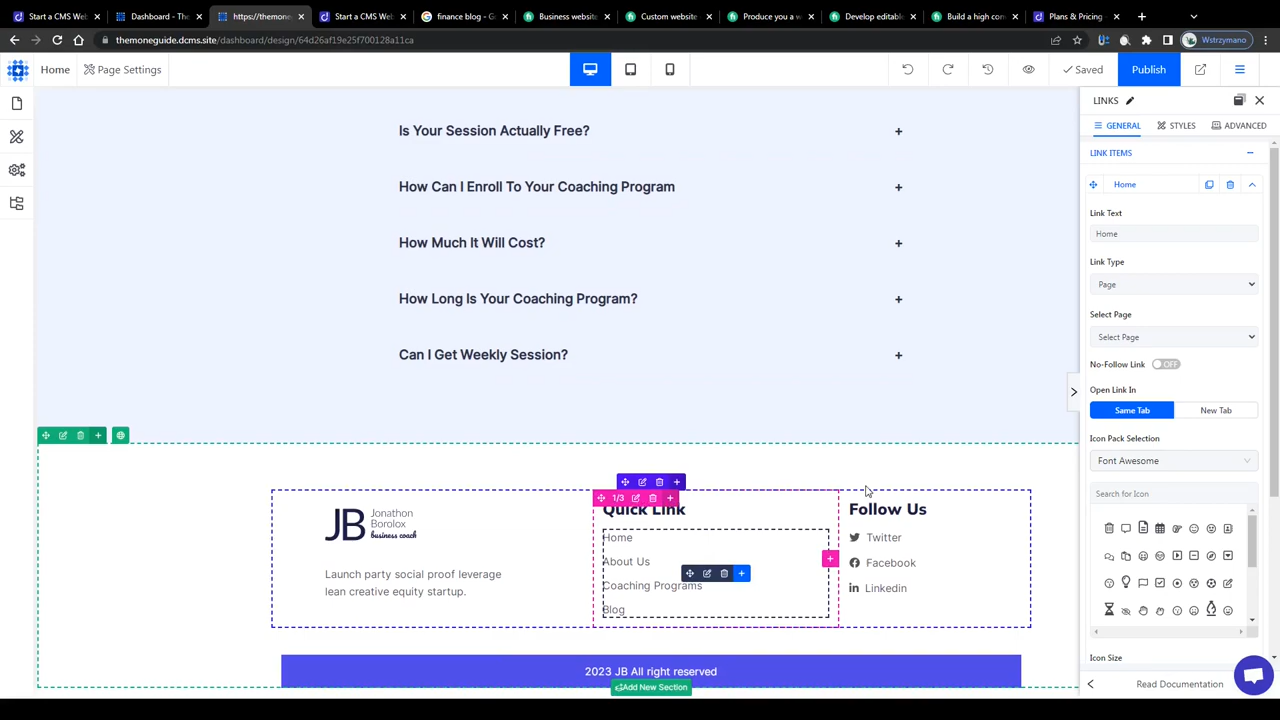 Start a CMS Web
Dashboard - The
https://themone
Start a CMS Web
finance blog - G
Business website
Custom website
Produce you a w
Develop editable
Build a high con
Plans & Pricing
themoneguide.dcms.site/dashboard/design/64d26af19e25f700128a11ca
Wstrzymano
Home
Page Settings
Saved
Publish
LINKS
GENERAL
STYLES
ADVANCED
LINK ITEMS
Home
Link Text
Home
Link Type
Page
Select Page
Select Page
No-Follow Link
OFF
Open Link In
Same Tab
New Tab
Icon Pack Selection
Font Awesome
Search for Icon
Icon Size
Read Documentation
Is Your Session Actually Free?
How Can I Enroll To Your Coaching Program
How Much It Will Cost?
How Long Is Your Coaching Program?
Can I Get Weekly Session?
JB Jonathon
Borolox
business coach
Launch party social proof leverage
lean creative equity startup.
1/3
Quick Link
Home
About Us
Coaching Programs
Blog
Follow Us
Twitter
Facebook
Linkedin
2023 JB All right reserved
Add New Section